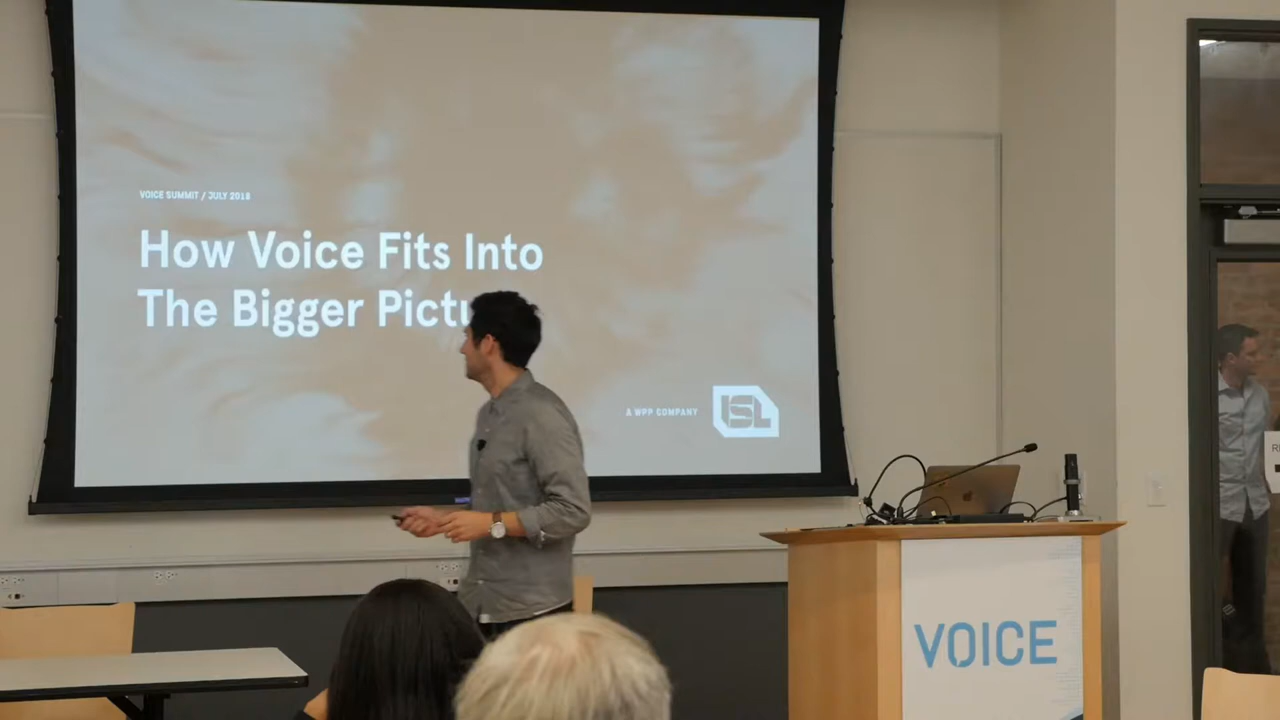 VOICE SUMMIT / JULY 2018
How Voice Fits Into
The Bigger Pictu
A WPP COMPANY
ISL
VOICE